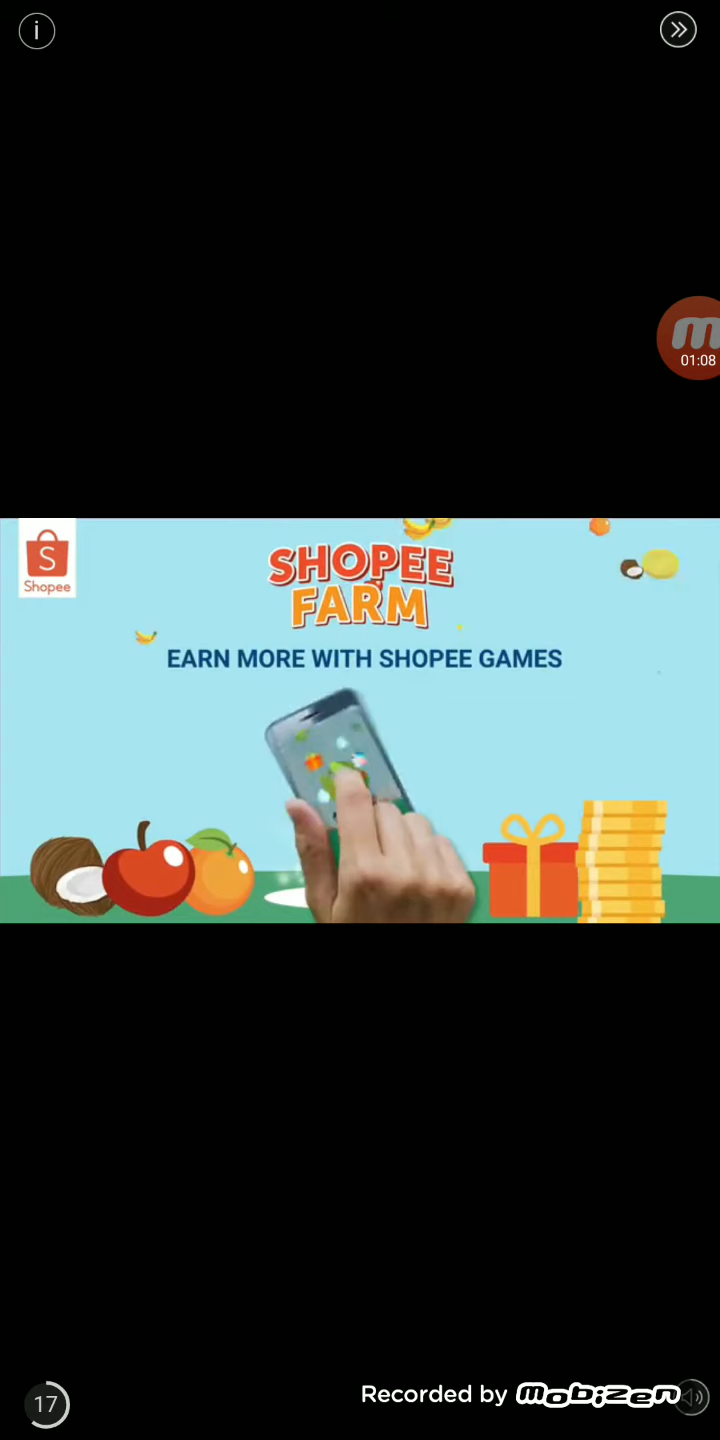 i
01:08
S
Shopee
SHOPEE
FARM
EARN MORE WITH SHOPEE GAMES
17
Recorded by mobizen